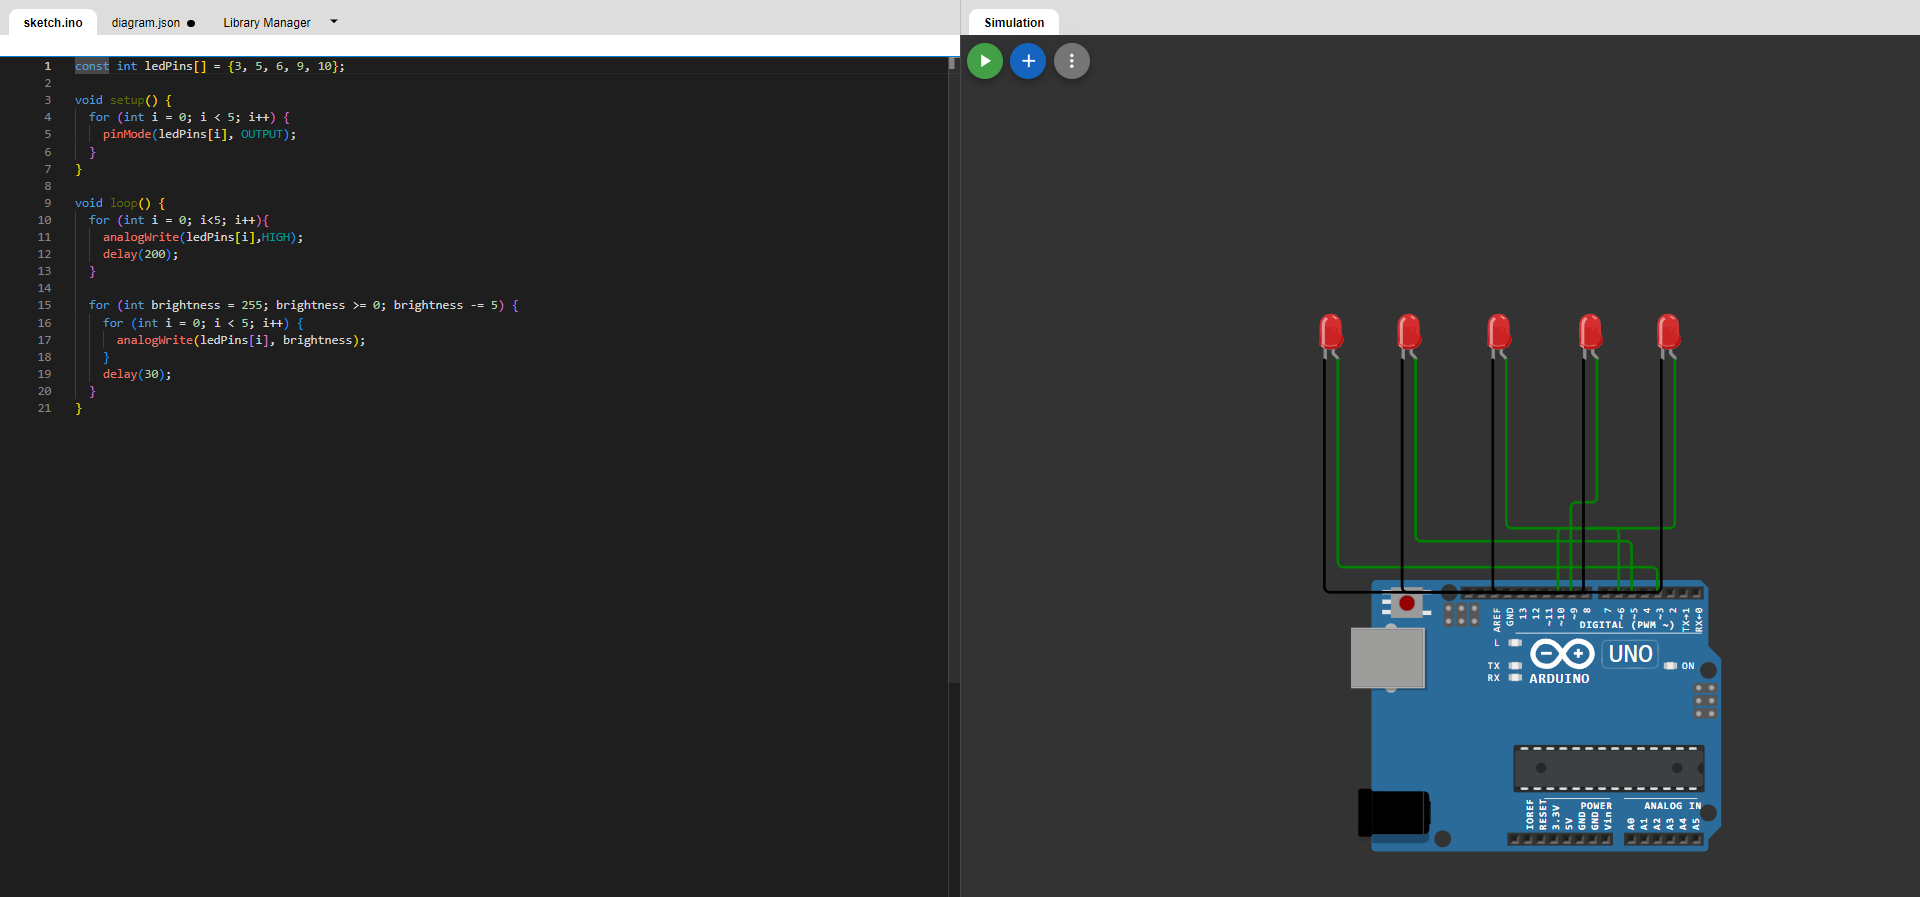 sketch.ino diagram.json ● Library Manager
Simulation
1 const int ledPins[] = {3, 5, 6, 9, 10};
2
3 void setup() {
4 for (int i = 0; i < 5; i++) {
5 pinMode(ledPins[i], OUTPUT);
6 }
7 }
8
9 void loop() {
10 for (int i = 0; i<5; i++){
11 analogWrite(ledPins[i],HIGH);
12 delay(200);
13 }
14
15 for (int brightness = 255; brightness >= 0; brightness -= 5) {
16 for (int i = 0; i < 5; i++) {
17 analogWrite(ledPins[i], brightness);
18 }
19 delay(30);
20 }
21 }
AREF GND 13 12 ~11 ~10 ~9 8 7 ~6 ~5 4 ~3 2 TX→1 RX←0
DIGITAL (PWM ~)
L
TX
RX
UNO
ON
ARDUINO
POWER
ANALOG IN
IOREF RESET 3.3V 5V GND GND Vin A0 A1 A2 A3 A4 A5